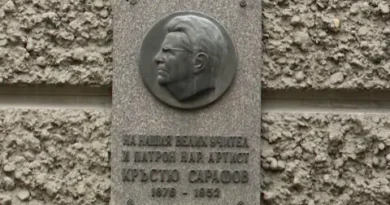 НА НАШИЯ ВЕЛИК УЧИТЕЛ
И ПАТРОН НАР. АРТИСТ
КРЪСТЮ САРАФОВ
1876 - 1952